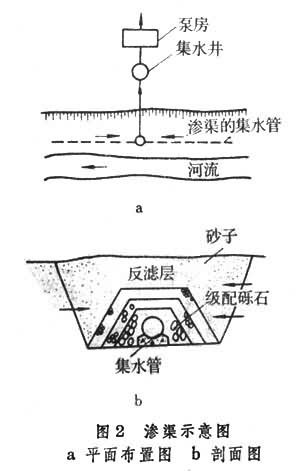 泵房
集水井
渗渠的集水管
河流
a
砂子
反滤层
级配砾石
集水管
b
图2 渗渠示意图
a 平面布置图 b 剖面图